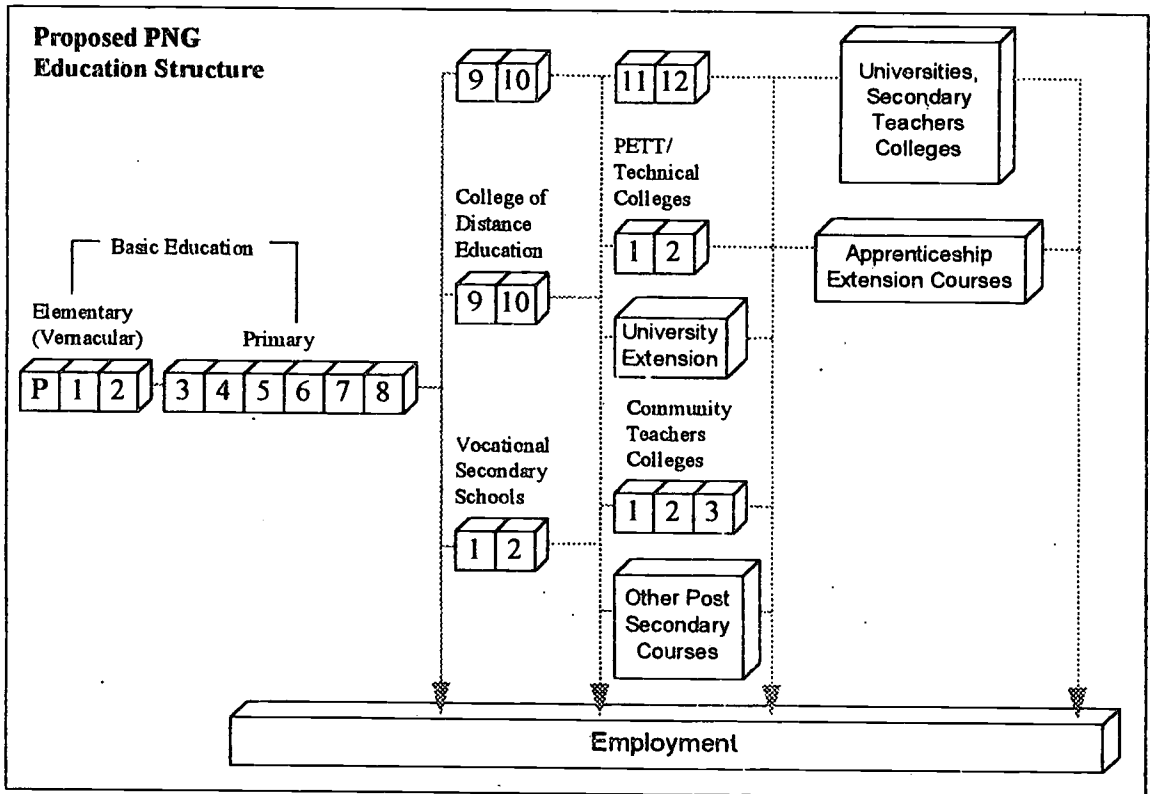 Proposed PNG
Education Structure
Basic Education
Elementary
(Vernacular)
Primary
P 1 2
3 4 5 6 7 8
9 10
College of
Distance
Education
9 10
Vocational
Secondary
Schools
1 2
11 12
PETT/
Technical
Colleges
1 2
University
Extension
Community
Teachers
Colleges
1 2 3
Other Post
Secondary
Courses
Universities,
Secondary
Teachers
Colleges
Apprenticeship
Extension Courses
Employment